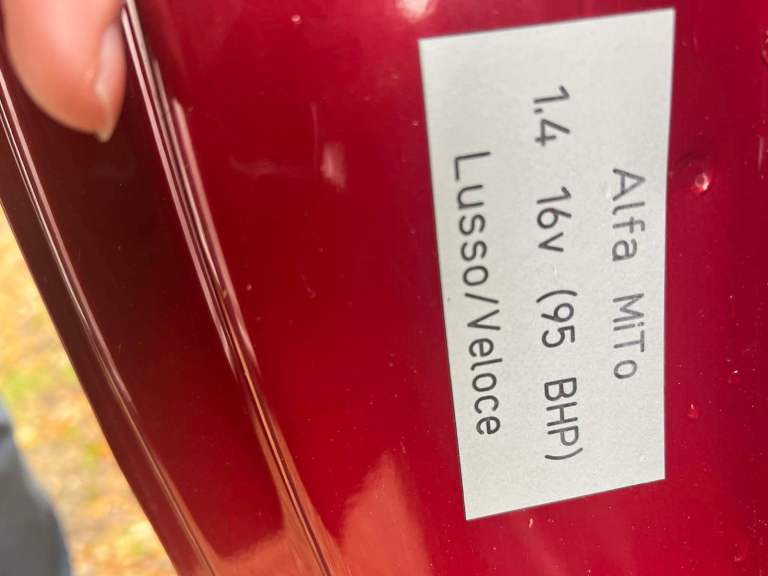 Alfa MiTo
1.4 16v (95 BHP)
Lusso/Veloce